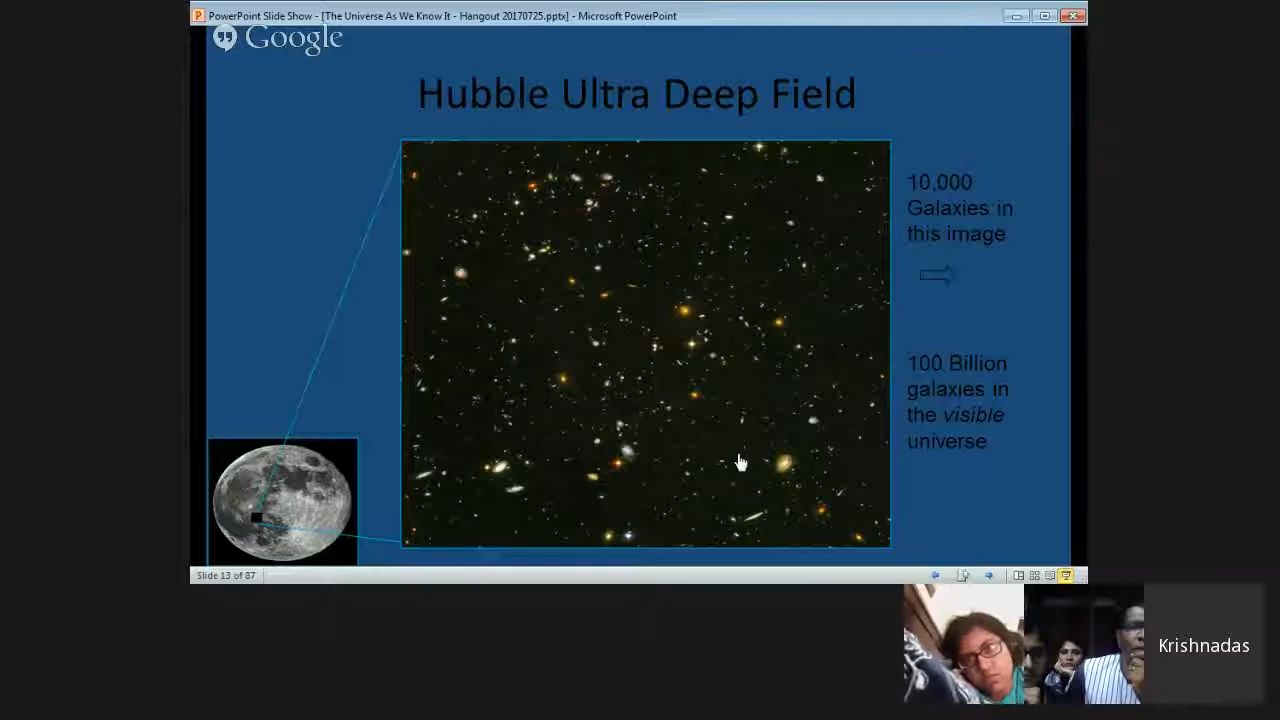 PowerPoint Slide Show - [The Universe As We Know It - Hangout 20170725.pptx] - Microsoft PowerPoint
Google
Hubble Ultra Deep Field
10,000
Galaxies in
this image
100 Billion
galaxies in
the visible
universe
Slide 13 of 87
Krishnadas